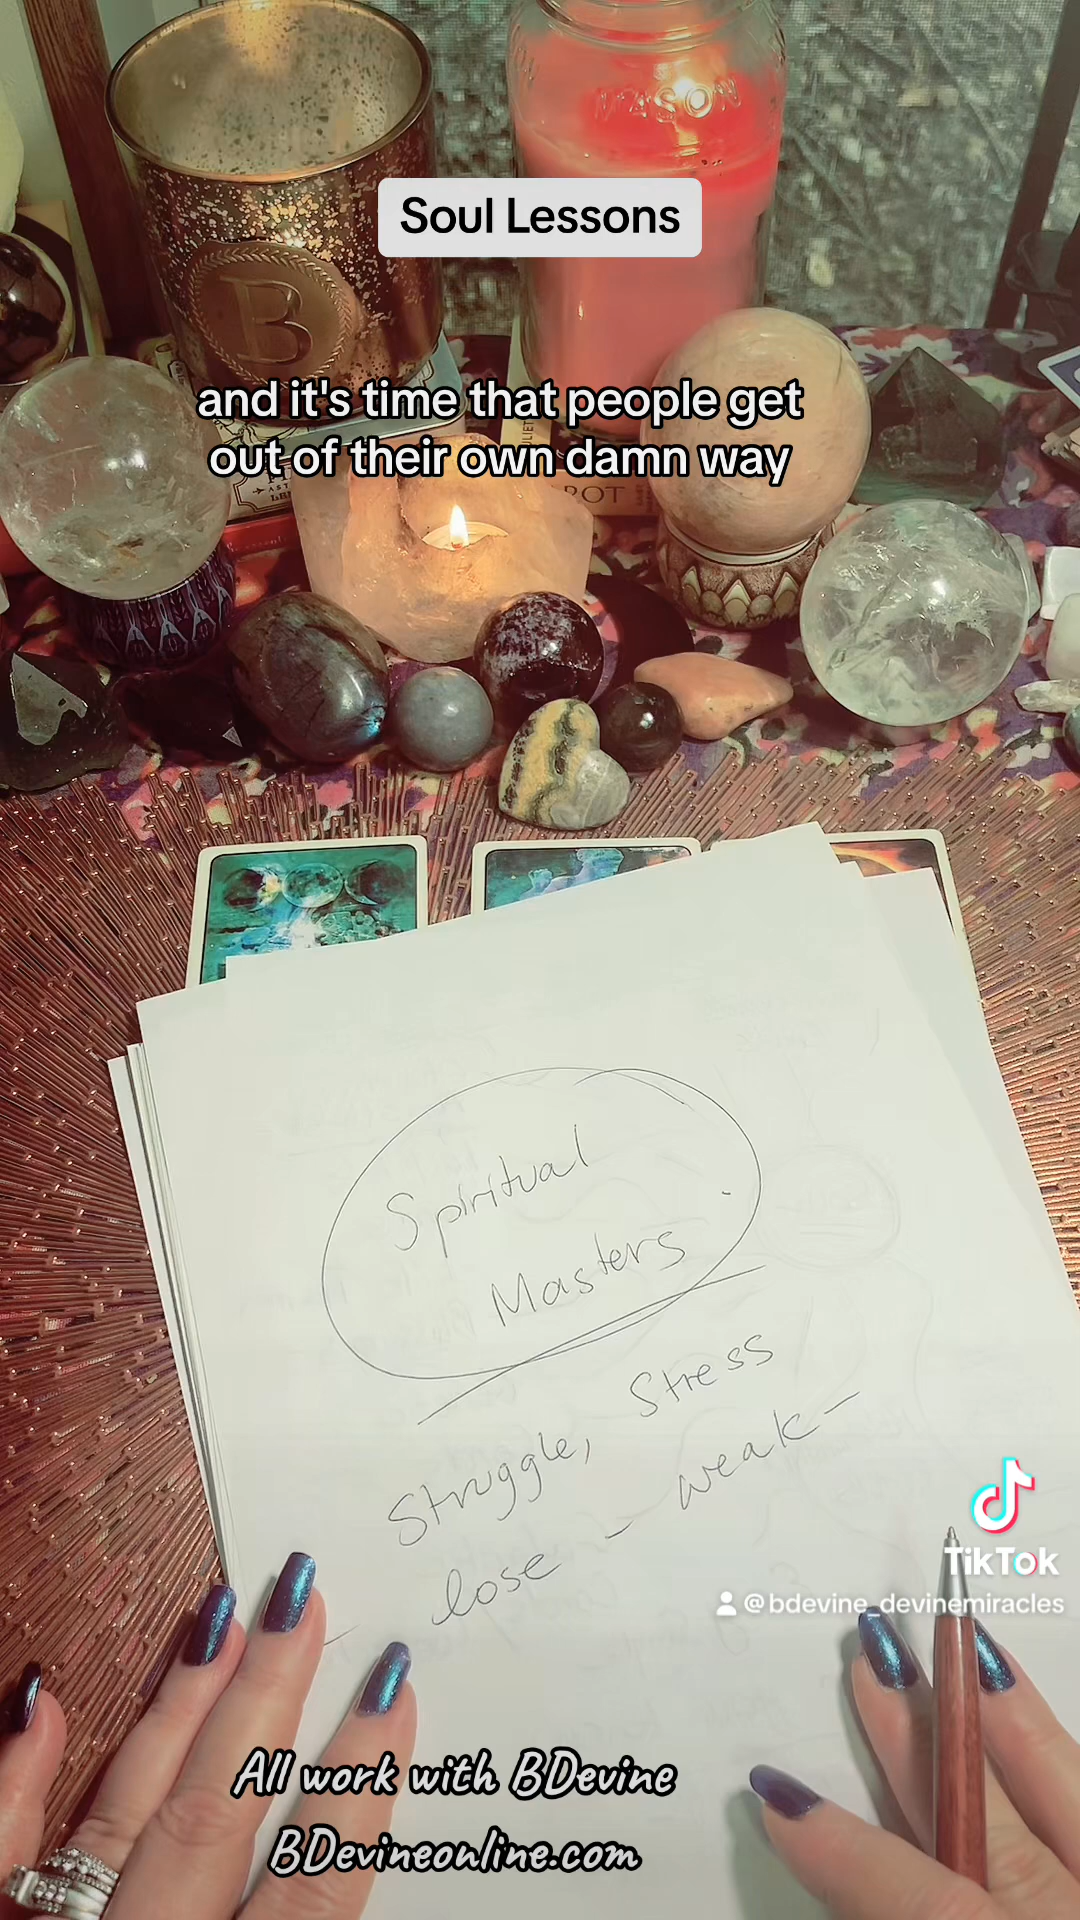 MASON
Soul Lessons
B
and it's time that people get
out of their own damn way
Spiritual
Masters
Struggle, Stress
lose - weak-
TikTok
@bdevine_devinemiracles
All work with BDevine
BDevineonline.com